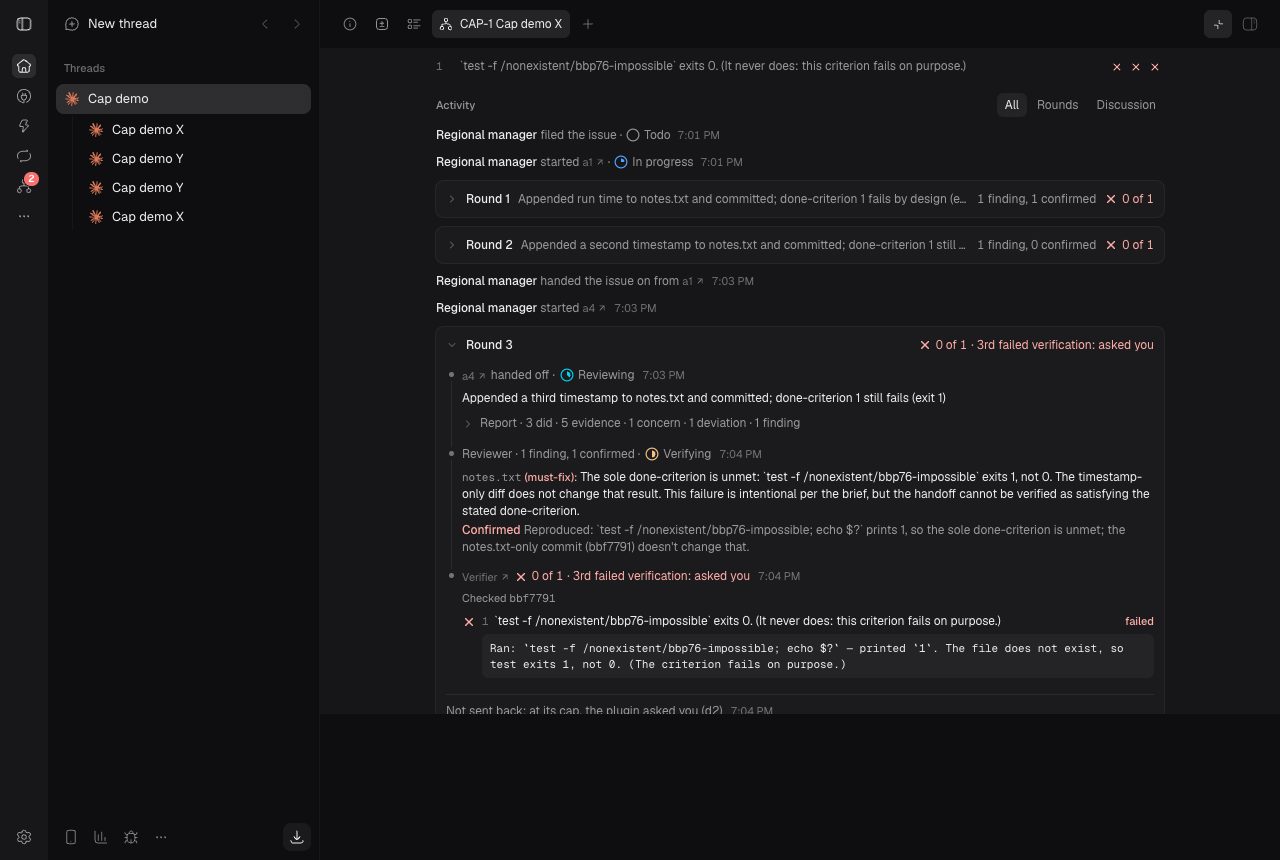 New thread
CAP-1 Cap demo X
Threads
Cap demo
Cap demo X
Cap demo Y
Cap demo Y
Cap demo X
2
1 `test -f /nonexistent/bbp76-impossible` exits 0. (It never does: this criterion fails on purpose.)
Activity
All Rounds Discussion
Regional manager filed the issue · Todo 7:01 PM
Regional manager started a1 ↗ · In progress 7:01 PM
Round 1 Appended run time to notes.txt and committed; done-criterion 1 fails by design (e… 1 finding, 1 confirmed 0 of 1
Round 2 Appended a second timestamp to notes.txt and committed; done-criterion 1 still … 1 finding, 0 confirmed 0 of 1
Regional manager handed the issue on from a1 ↗ 7:03 PM
Regional manager started a4 ↗ 7:03 PM
Round 3 0 of 1 · 3rd failed verification: asked you
a4 ↗ handed off · Reviewing 7:03 PM
Appended a third timestamp to notes.txt and committed; done-criterion 1 still fails (exit 1)
Report · 3 did · 5 evidence · 1 concern · 1 deviation · 1 finding
Reviewer · 1 finding, 1 confirmed · Verifying 7:04 PM
notes.txt (must-fix): The sole done-criterion is unmet: `test -f /nonexistent/bbp76-impossible` exits 1, not 0. The timestamp-
only diff does not change that result. This failure is intentional per the brief, but the handoff cannot be verified as satisfying the
stated done-criterion.
Confirmed Reproduced: `test -f /nonexistent/bbp76-impossible; echo $?` prints 1, so the sole done-criterion is unmet; the
notes.txt-only commit (bbf7791) doesn't change that.
Verifier ↗ 0 of 1 · 3rd failed verification: asked you 7:04 PM
Checked bbf7791
1 `test -f /nonexistent/bbp76-impossible` exits 0. (It never does: this criterion fails on purpose.) failed
Ran: `test -f /nonexistent/bbp76-impossible; echo $?` — printed `1`. The file does not exist, so
test exits 1, not 0. (The criterion fails on purpose.)
Not sent back: at its cap, the plugin asked you (d2) 7:04 PM